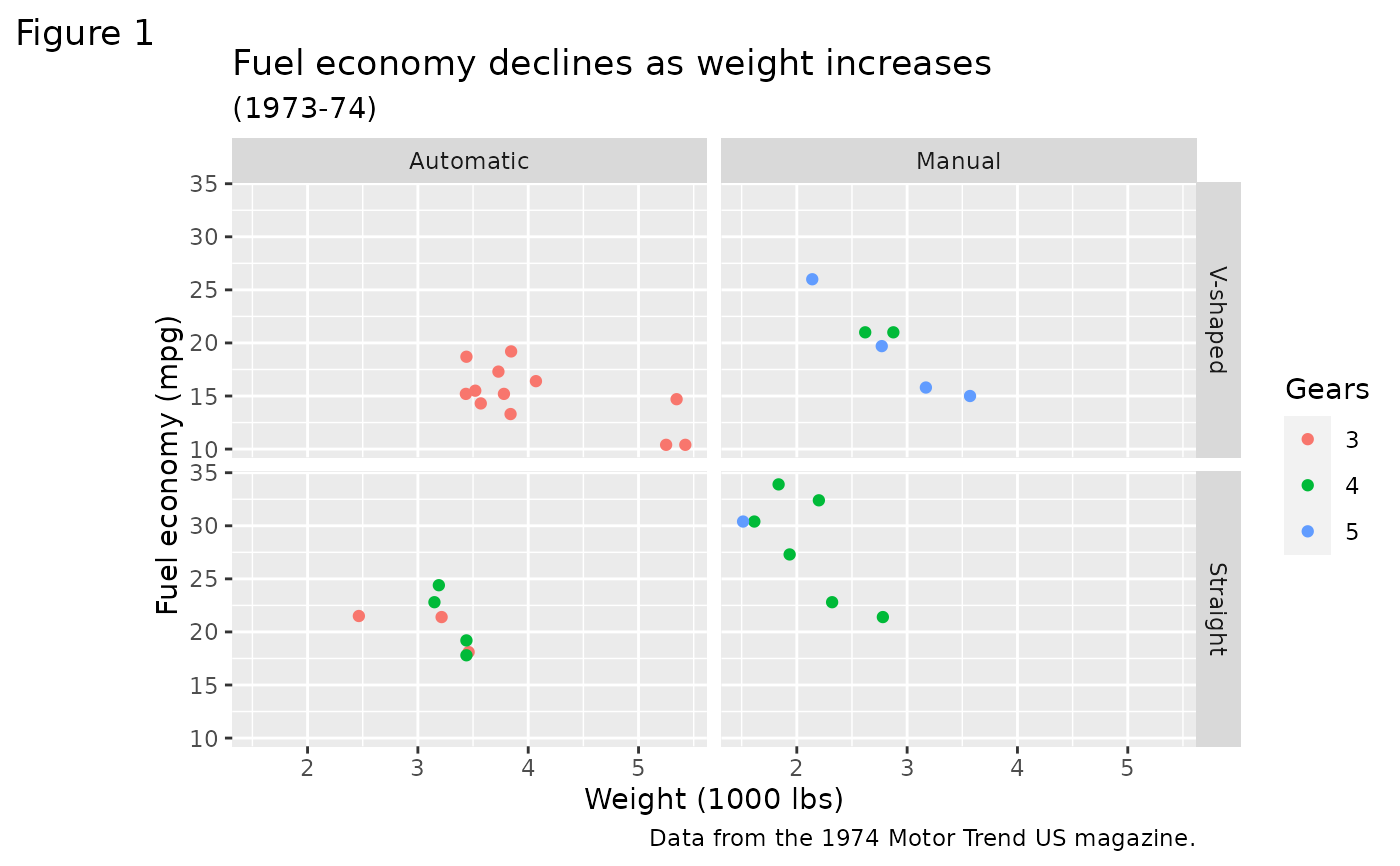 Figure 1
Fuel economy declines as weight increases
(1973-74)
Automatic
Manual
35
30
25
20
15
10
V-shaped
35
30
25
20
15
10
Straight
Fuel economy (mpg)
2 3 4 5
2 3 4 5
Weight (1000 lbs)
Data from the 1974 Motor Trend US magazine.
Gears
3
4
5